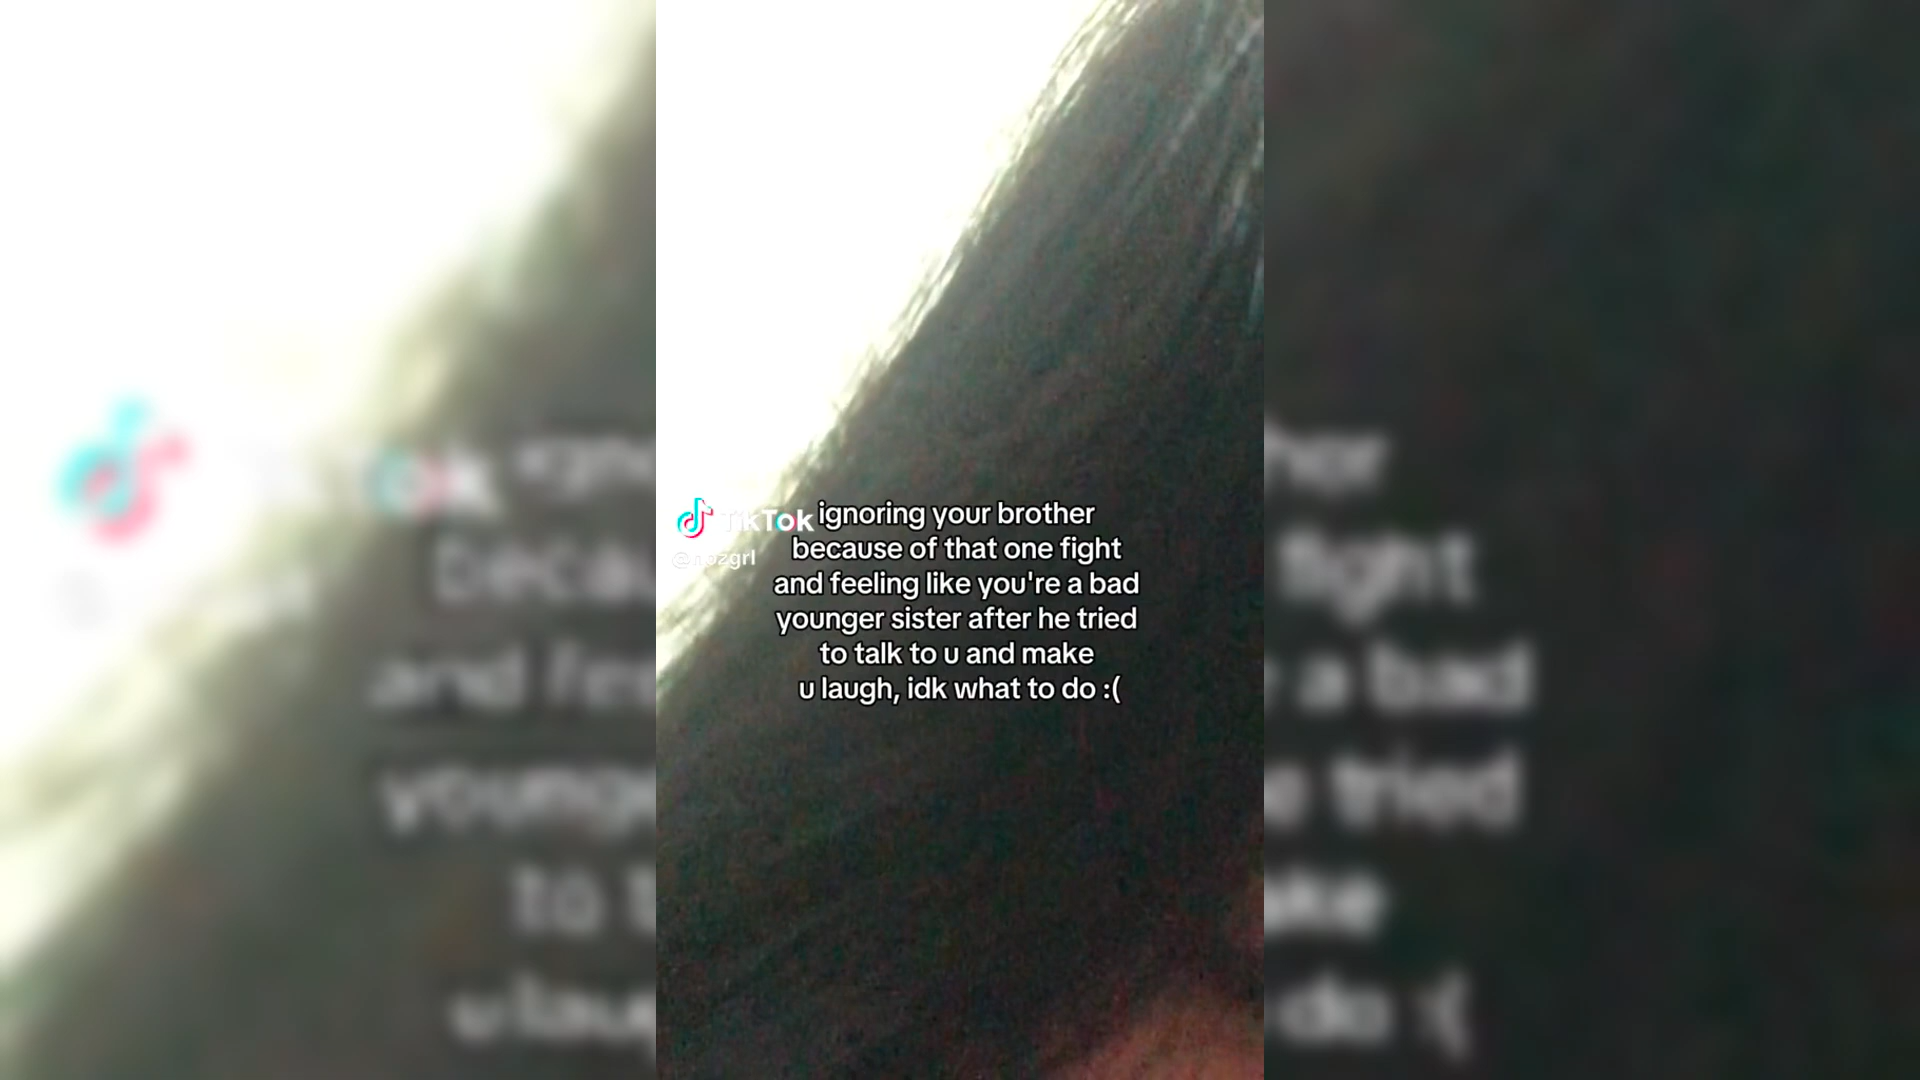 TikTok
ignoring your brother
because of that one fight
and feeling like you're a bad
younger sister after he tried
to talk to u and make
u laugh, idk what to do :(